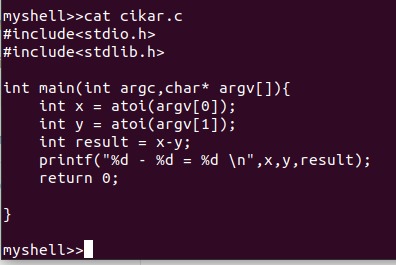 myshell>>cat cikar.c
#include<stdio.h>
#include<stdlib.h>
int main(int argc,char* argv[]){
    int x = atoi(argv[0]);
    int y = atoi(argv[1]);
    int result = x-y;
    printf("%d - %d = %d \n",x,y,result);
    return 0;
}
myshell>>